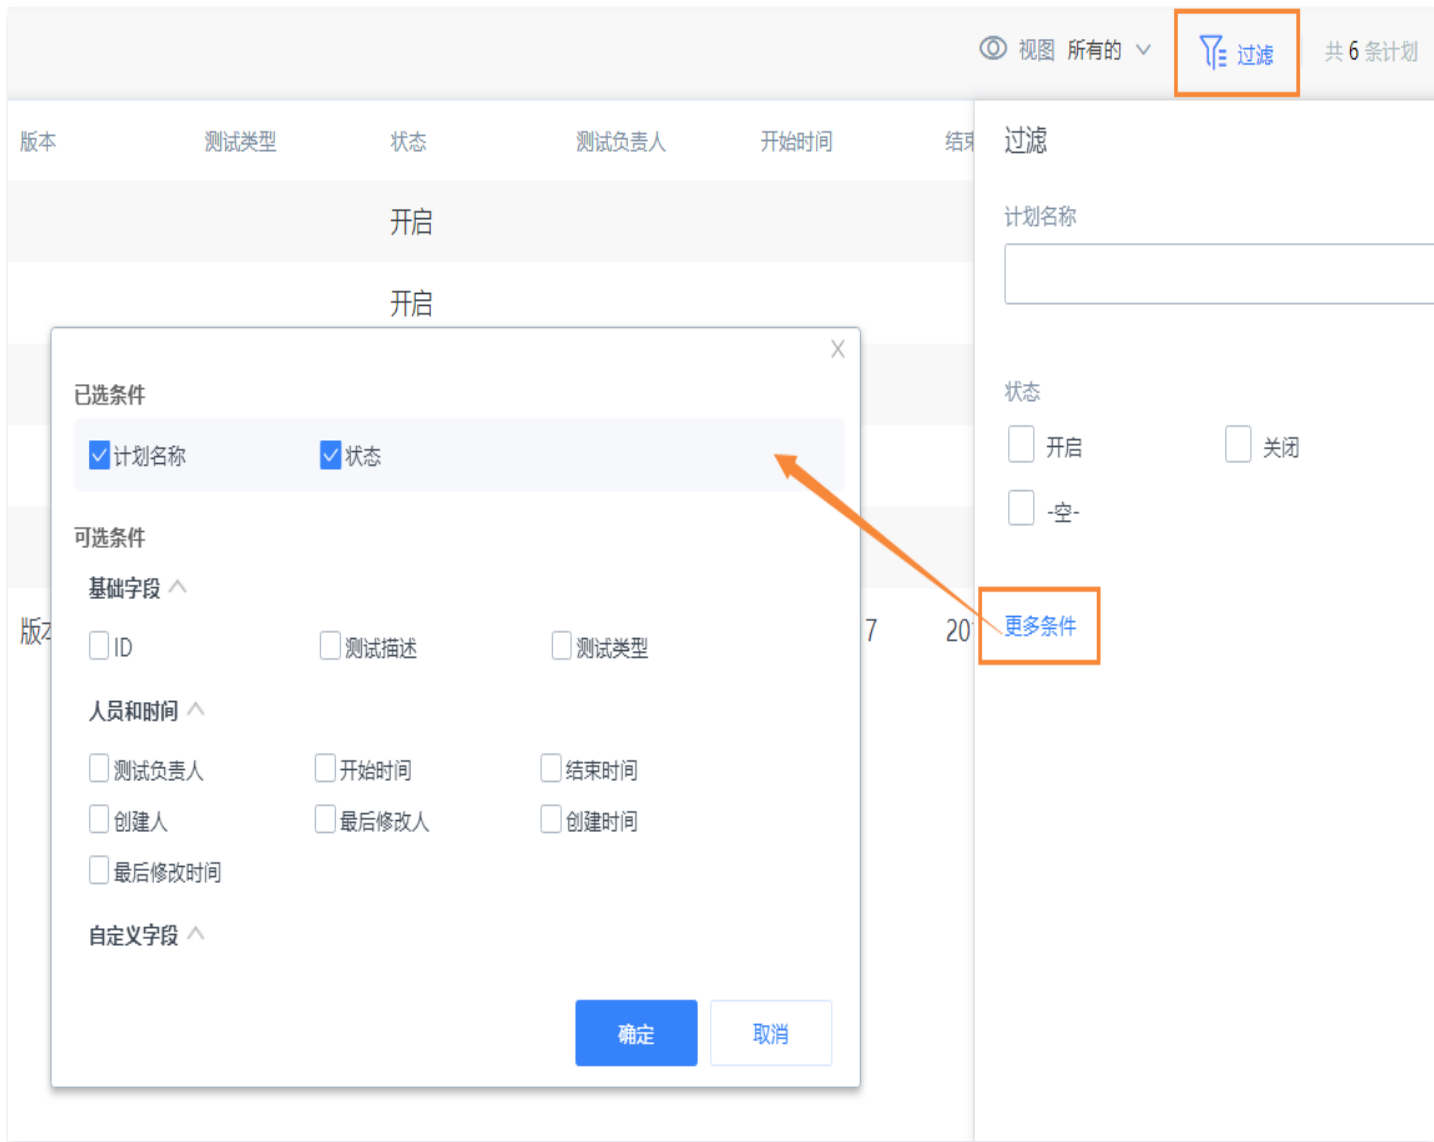 视图 所有的 过滤 共 6 条计划
版本 测试类型 状态 测试负责人 开始时间 过滤
计划名称
开启
开启
已选条件
计划名称 状态
可选条件
基础字段
ID 测试描述 测试类型
人员和时间
测试负责人 开始时间 结束时间
创建人 最后修改人 创建时间
最后修改时间
自定义字段
确定 取消
版 7 20
状态
开启 关闭
-空-
更多条件